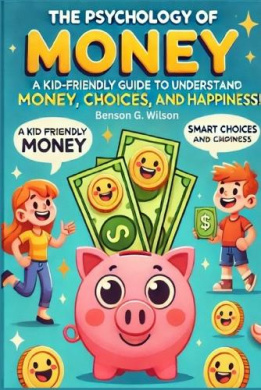 THE PSYCHOLOGY OF
MONEY
A KID-FRIENDLY GUIDE TO UNDERSTAND
MONEY, CHOICES, AND HAPPINESS!
Benson G. Wilson
A KID FRIENDLY
MONEY
SMART CHOICES
AND CHOINESS
$